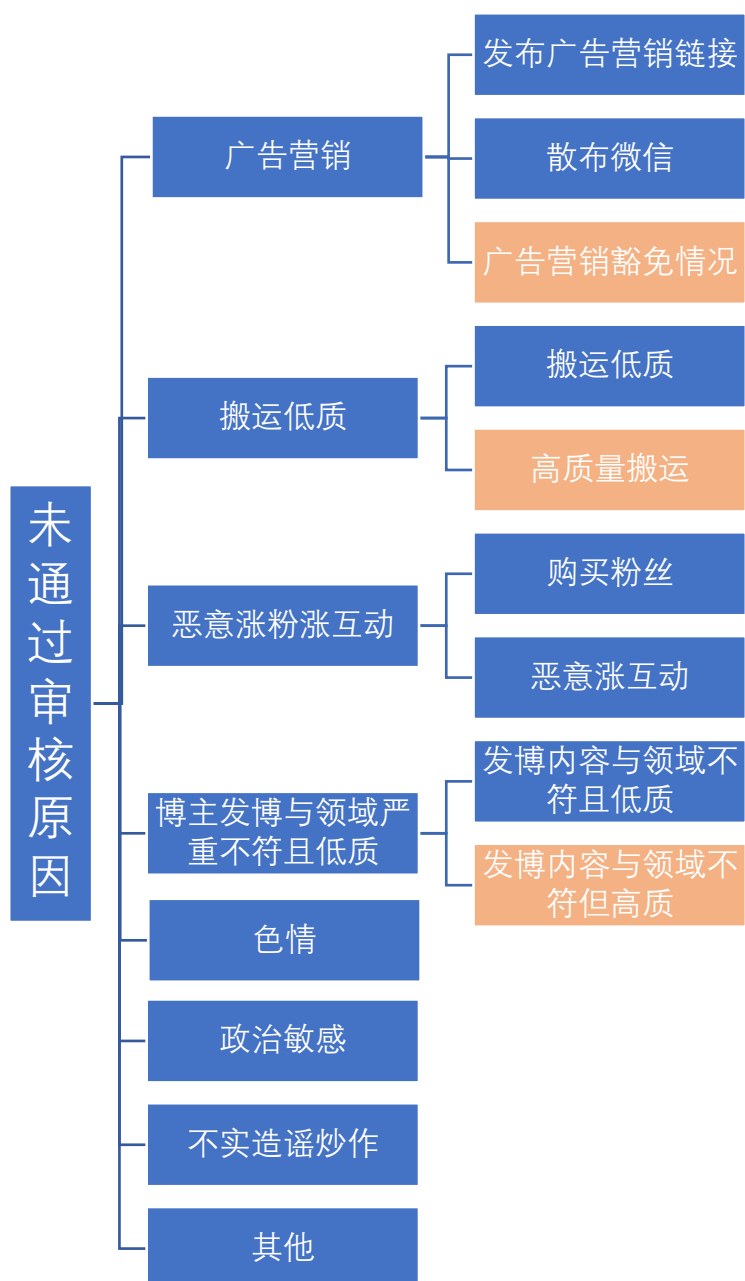 未通过审核原因
广告营销
发布广告营销链接
散布微信
广告营销豁免情况
搬运低质
搬运低质
高质量搬运
恶意涨粉涨互动
购买粉丝
恶意涨互动
博主发博与领域严
重不符且低质
发博内容与领域不
符且低质
发博内容与领域不
符但高质
色情
政治敏感
不实造谣炒作
其他